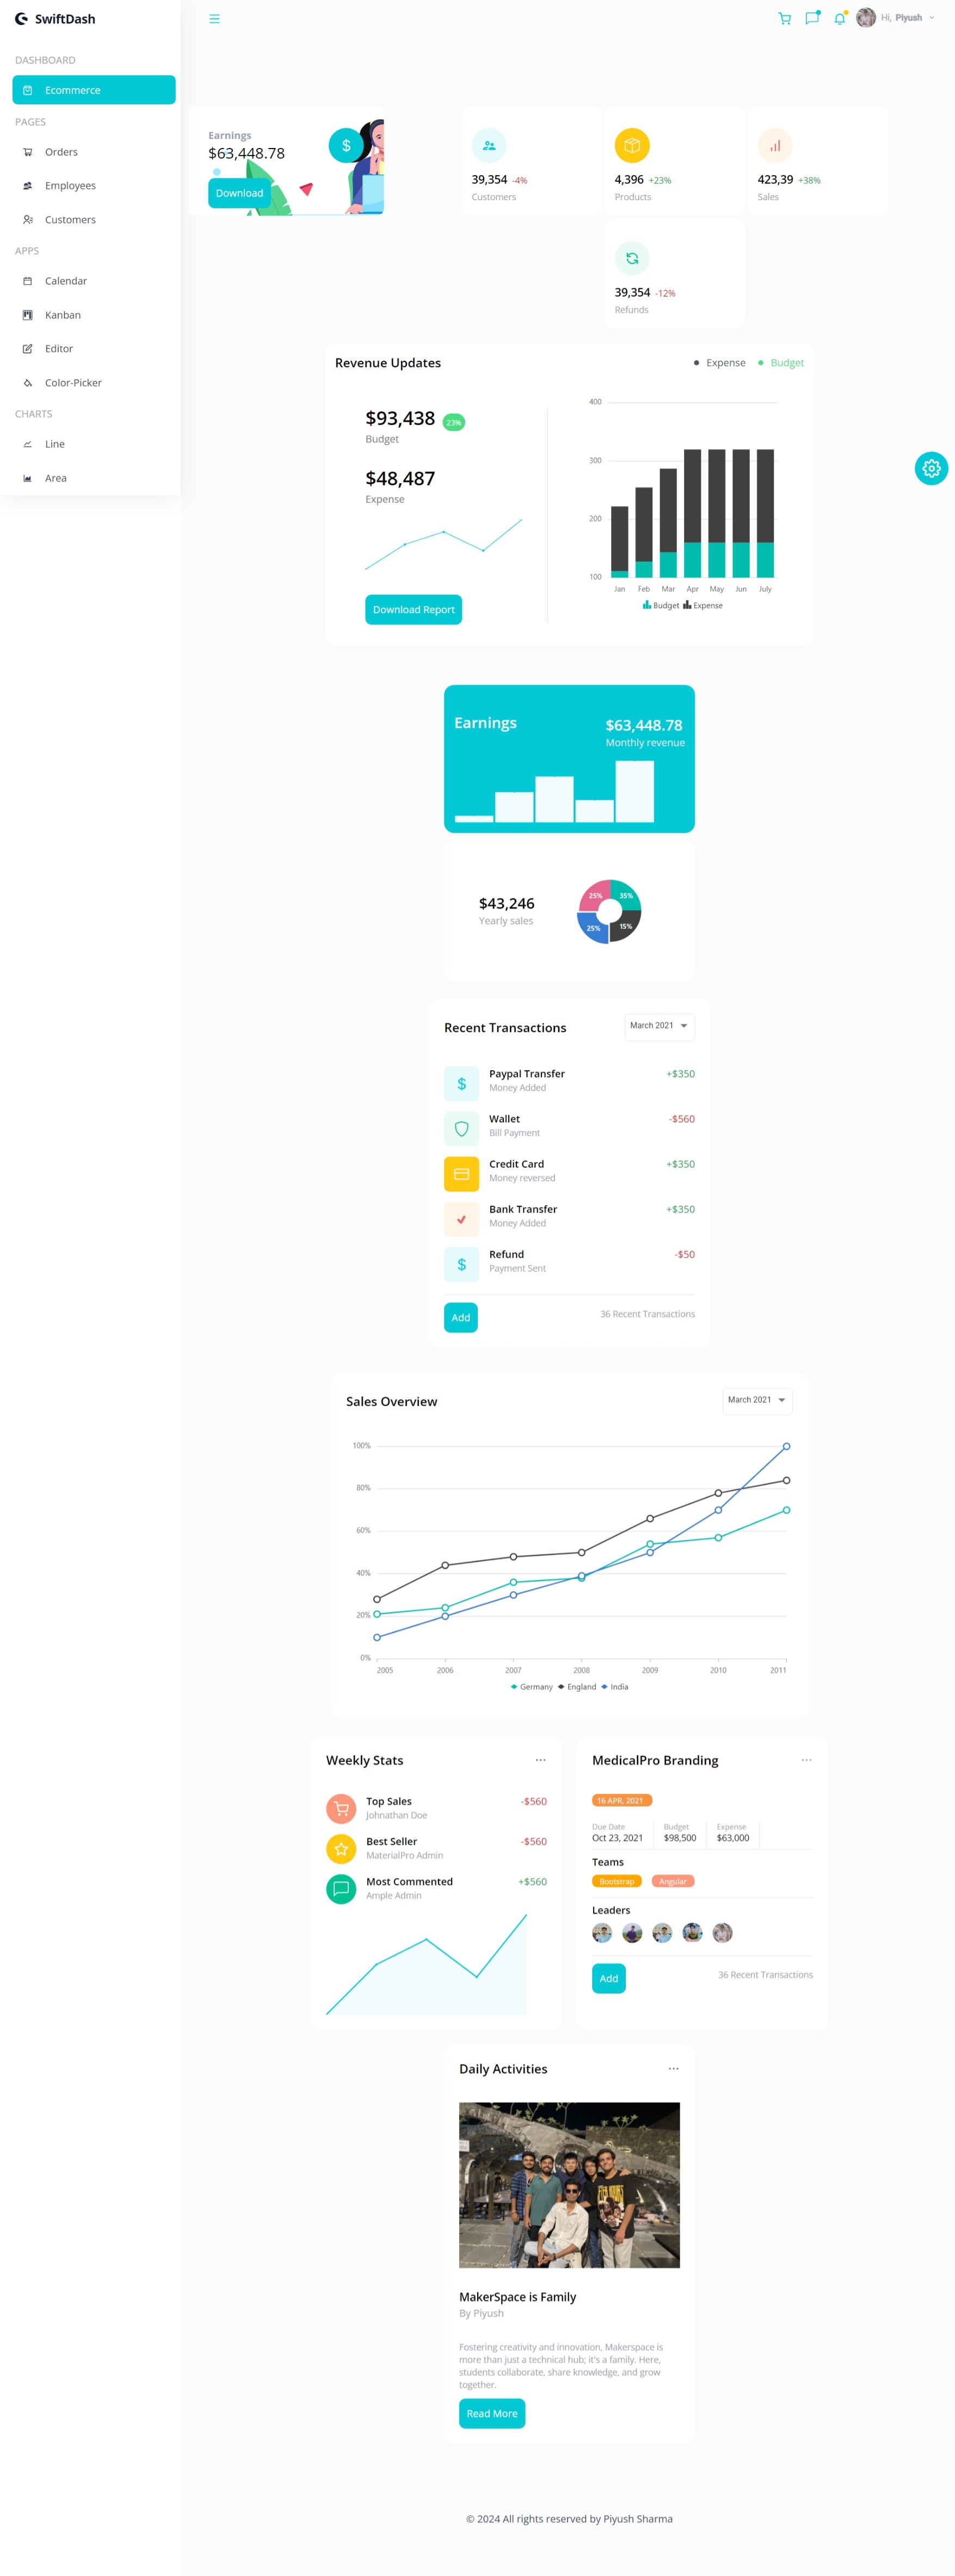 SwiftDash
Hi, Piyush
DASHBOARD
Ecommerce
PAGES
Orders
Employees
Customers
APPS
Calendar
Kanban
Editor
Color-Picker
CHARTS
Line
Area
Earnings
$63,448.78
Download
$
39,354 -4%
Customers
4,396 +23%
Products
423,39 +38%
Sales
39,354 -12%
Refunds
Revenue Updates
Expense Budget
$93,438 23%
Budget
$48,487
Expense
Download Report
400
300
200
100
Jan Feb Mar Apr May Jun July
Budget Expense
Earnings
$63,448.78
Monthly revenue
$43,246
Yearly sales
25% 35%
25% 15%
Recent Transactions
March 2021
$
Paypal Transfer +$350
Money Added
Wallet -$560
Bill Payment
Credit Card +$350
Money reversed
Bank Transfer +$350
Money Added
$
Refund -$50
Payment Sent
Add
36 Recent Transactions
Sales Overview
March 2021
100%
80%
60%
40%
20%
0%
2005 2006 2007 2008 2009 2010 2011
Germany England India
Weekly Stats
Top Sales -$560
Johnathan Doe
Best Seller -$560
MaterialPro Admin
Most Commented +$560
Ample Admin
MedicalPro Branding
16 APR, 2021
Due Date Budget Expense
Oct 23, 2021 $98,500 $63,000
Teams
Bootstrap Angular
Leaders
Add
36 Recent Transactions
Daily Activities
MakerSpace is Family
By Piyush
Fostering creativity and innovation, Makerspace is
more than just a technical hub; it's a family. Here,
students collaborate, share knowledge, and grow
together.
Read More
© 2024 All rights reserved by Piyush Sharma